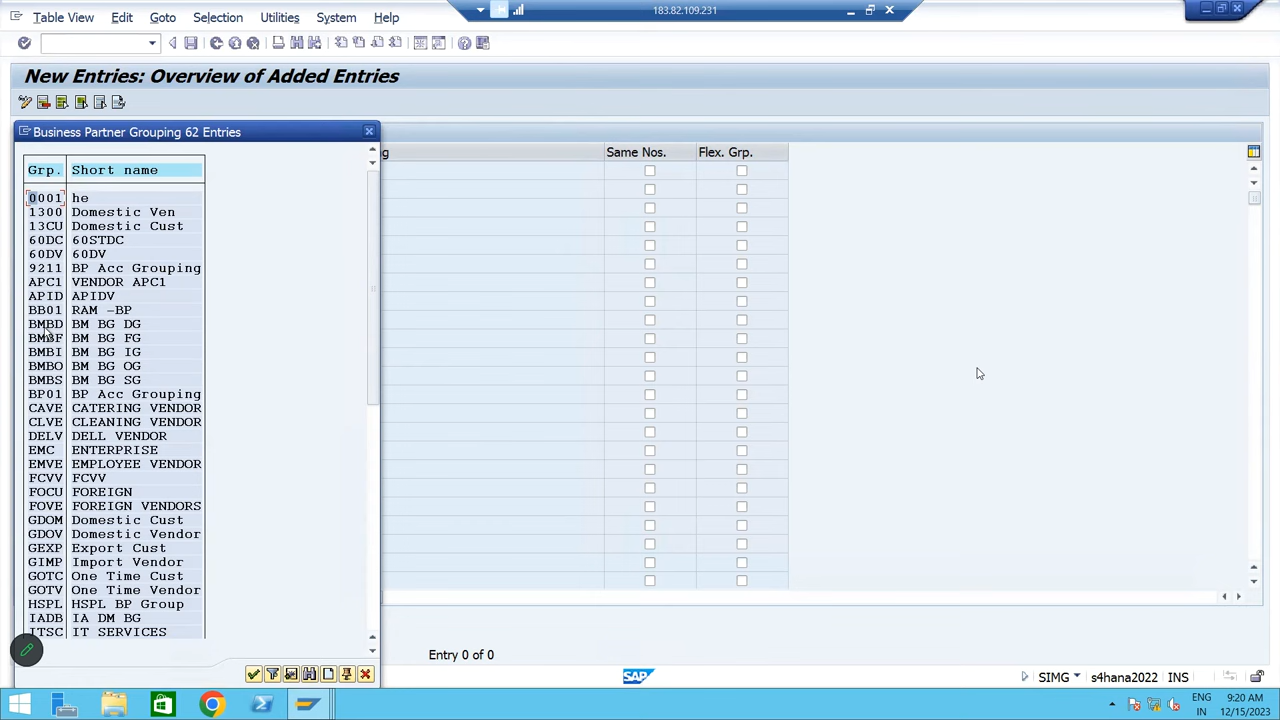 Table View Edit Goto Selection Utilities System Help
183.82.109.231
New Entries: Overview of Added Entries
Business Partner Grouping 62 Entries
g Same Nos. Flex. Grp.
Grp. Short name
0001 he
1300 Domestic Ven
13CU Domestic Cust
60DC 60STDC
60DV 60DV
9211 BP Acc Grouping
APC1 VENDOR APC1
APID APIDV
BB01 RAM -BP
BMBD BM BG DG
BMBF BM BG FG
BMBI BM BG IG
BMBO BM BG OG
BMBS BM BG SG
BP01 BP Acc Grouping
CAVE CATERING VENDOR
CLVE CLEANING VENDOR
DELV DELL VENDOR
EMC ENTERPRISE
EMVE EMPLOYEE VENDOR
FCVV FCVV
FOCU FOREIGN
FOVE FOREIGN VENDORS
GDOM Domestic Cust
GDOV Domestic Vendor
GEXP Export Cust
GIMP Import Vendor
GOTC One Time Cust
GOTV One Time Vendor
HSPL HSPL BP Group
IADB IA DM BG
ITSC IT SERVICES
Entry 0 of 0
SAP
SIMG s4hana2022 INS
ENG 9:20 AM
IN 12/15/2023